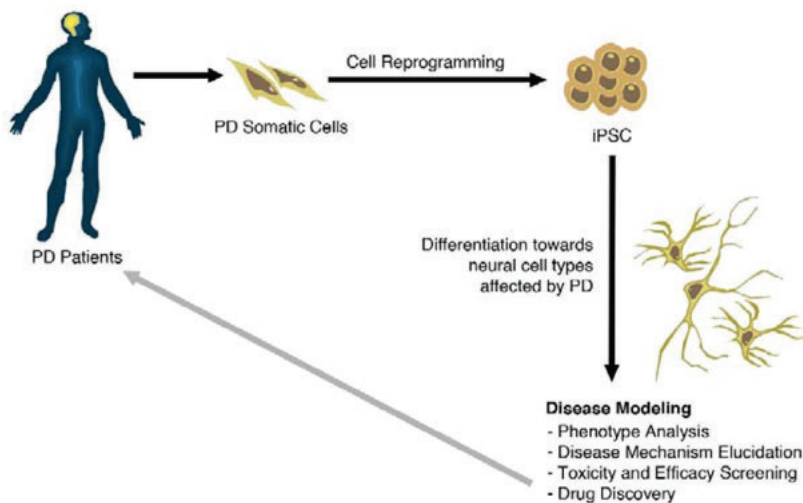 Cell Reprogramming
PD Somatic Cells
iPSC
PD Patients
Differentiation towards
neural cell types
affected by PD
Disease Modeling
- Phenotype Analysis
- Disease Mechanism Elucidation
- Toxicity and Efficacy Screening
- Drug Discovery